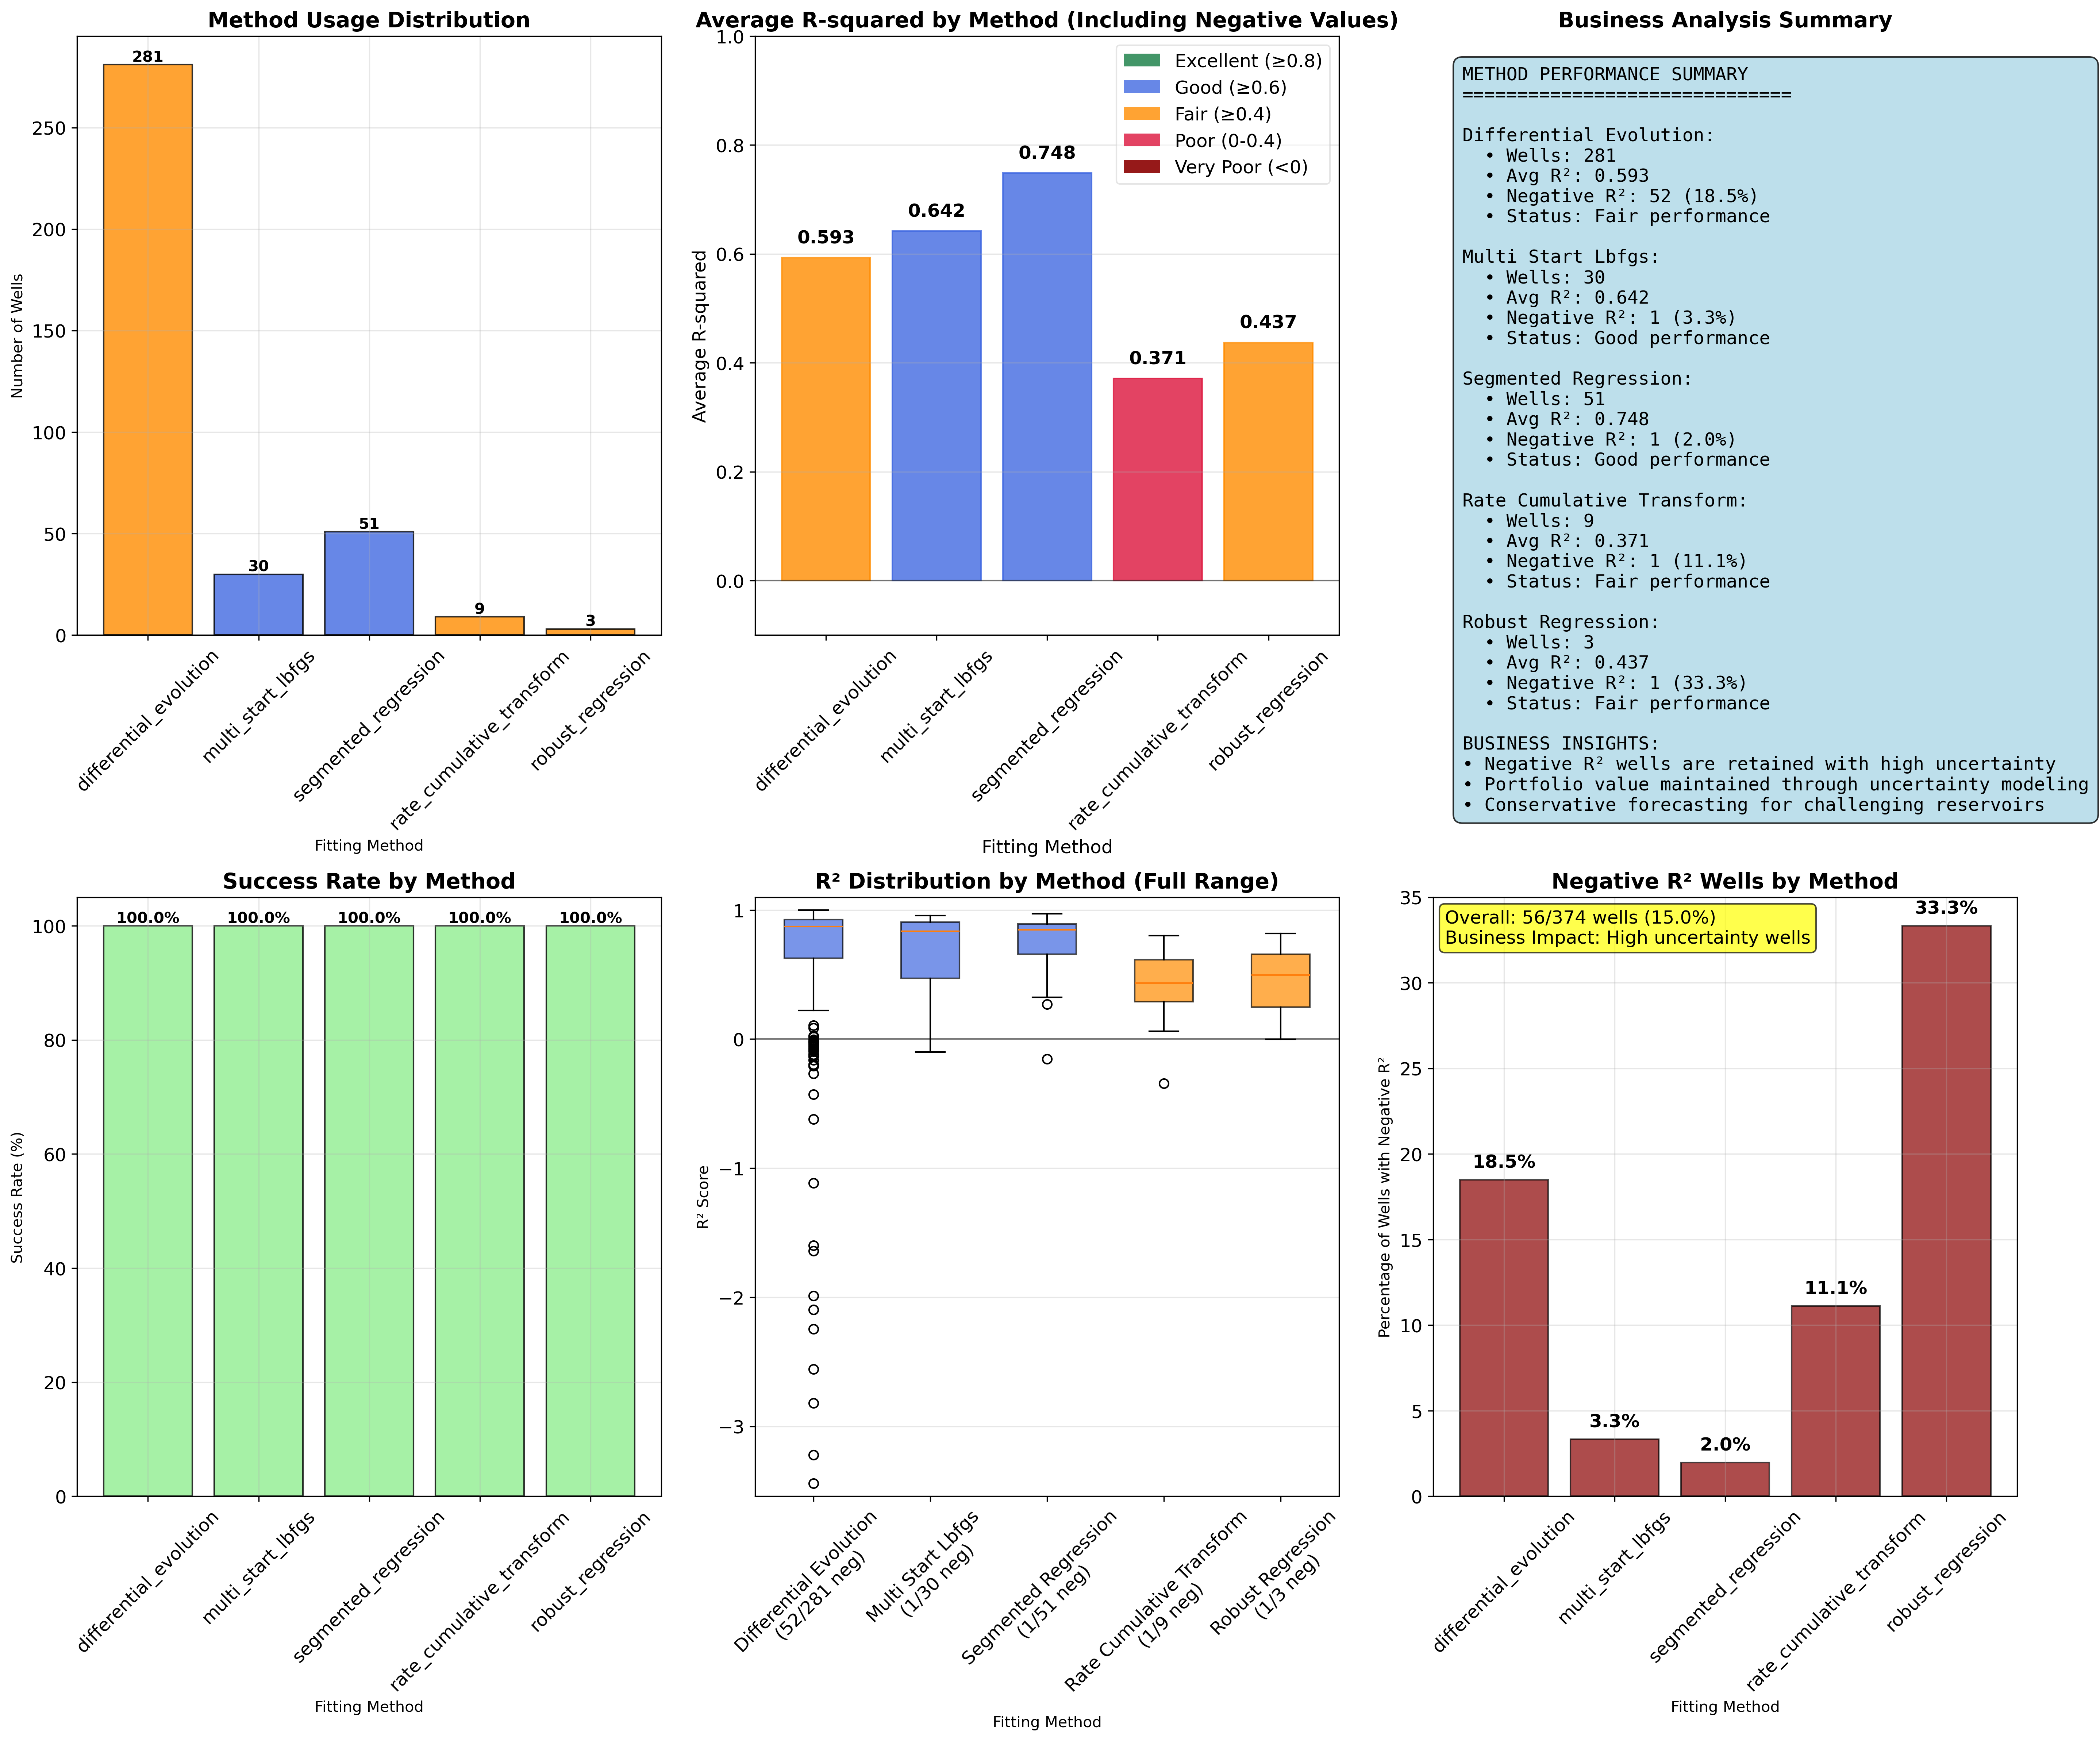 Method Usage Distribution
281
30
51
9
3
250
200
150
100
50
0
Number of Wells
differential_evolution
multi_start_lbfgs
segmented_regression
rate_cumulative_transform
robust_regression
Fitting Method
Average R-squared by Method (Including Negative Values)
Excellent (≥0.8)
Good (≥0.6)
Fair (≥0.4)
Poor (0-0.4)
Very Poor (<0)
0.593
0.642
0.748
0.371
0.437
1.0
0.8
0.6
0.4
0.2
0.0
Average R-squared
differential_evolution
multi_start_lbfgs
segmented_regression
rate_cumulative_transform
robust_regression
Fitting Method
Business Analysis Summary
METHOD PERFORMANCE SUMMARY
==============================
Differential Evolution:
• Wells: 281
• Avg R²: 0.593
• Negative R²: 52 (18.5%)
• Status: Fair performance
Multi Start Lbfgs:
• Wells: 30
• Avg R²: 0.642
• Negative R²: 1 (3.3%)
• Status: Good performance
Segmented Regression:
• Wells: 51
• Avg R²: 0.748
• Negative R²: 1 (2.0%)
• Status: Good performance
Rate Cumulative Transform:
• Wells: 9
• Avg R²: 0.371
• Negative R²: 1 (11.1%)
• Status: Fair performance
Robust Regression:
• Wells: 3
• Avg R²: 0.437
• Negative R²: 1 (33.3%)
• Status: Fair performance
BUSINESS INSIGHTS:
• Negative R² wells are retained with high uncertainty
• Portfolio value maintained through uncertainty modeling
• Conservative forecasting for challenging reservoirs
Success Rate by Method
100.0%
100.0%
100.0%
100.0%
100.0%
100
80
60
40
20
0
Success Rate (%)
differential_evolution
multi_start_lbfgs
segmented_regression
rate_cumulative_transform
robust_regression
Fitting Method
R² Distribution by Method (Full Range)
1
0
−1
−2
−3
R² Score
Differential Evolution
(52/281 neg)
Multi Start Lbfgs
(1/30 neg)
Segmented Regression
(1/51 neg)
Rate Cumulative Transform
(1/9 neg)
Robust Regression
(1/3 neg)
Fitting Method
Negative R² Wells by Method
Overall: 56/374 wells (15.0%)
Business Impact: High uncertainty wells
18.5%
3.3%
2.0%
11.1%
33.3%
35
30
25
20
15
10
5
0
Percentage of Wells with Negative R²
differential_evolution
multi_start_lbfgs
segmented_regression
rate_cumulative_transform
robust_regression
Fitting Method